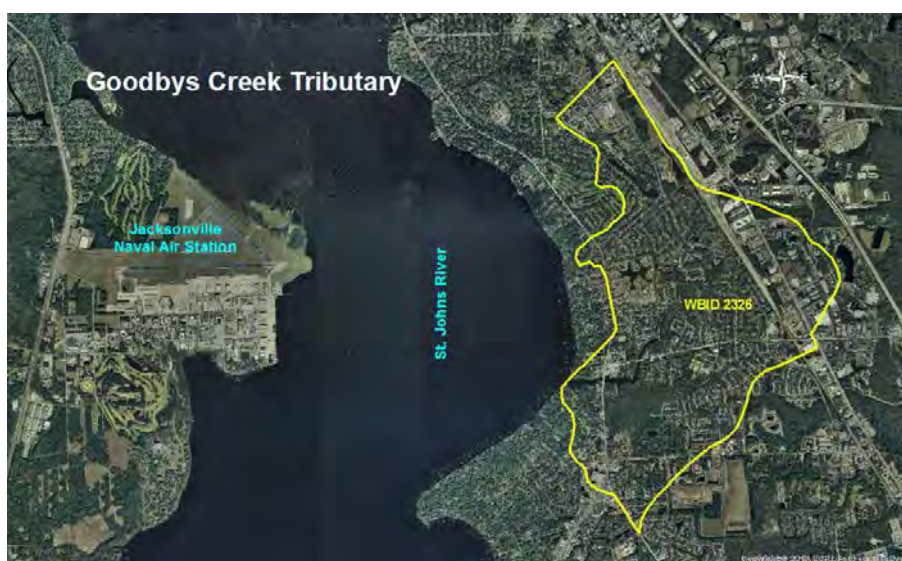 Goodbys Creek Tributary
W E
S
Jacksonville
Naval Air Station
St. Johns River
WBID 2326